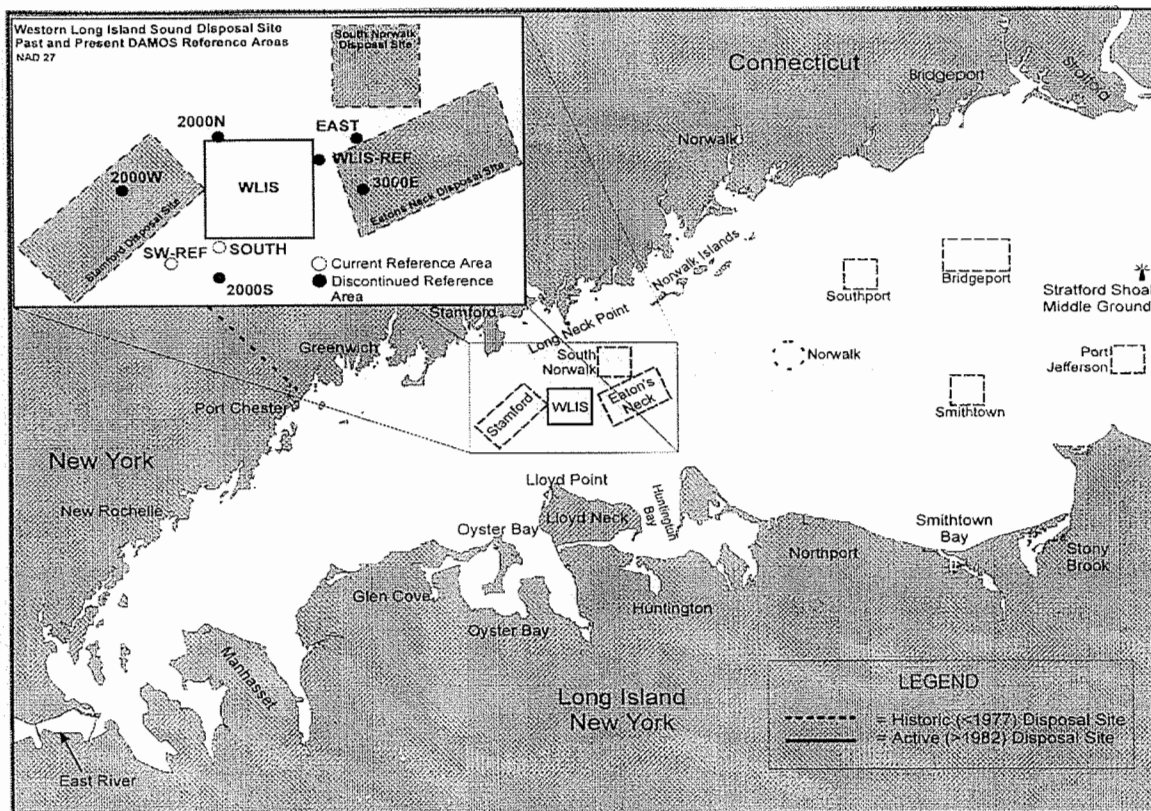 Western Long Island Sound Disposal Site
Past and Present DAMOS Reference Areas
NAD 27
South Norwalk
Disposal Site
2000N
EAST
WLIS-REF
2000W
WLIS
3000E
Stamford Disposal Site
Eatons Neck Disposal Site
SW-REF
SOUTH
2000S
Current Reference Area
Discontinued Reference
Area
Connecticut
Bridgeport
Stratford
Norwalk
Norwalk Islands
Southport
Bridgeport
Stratford Shoal
Middle Ground
Stamford
Long Neck Point
Greenwich
South
Norwalk
Norwalk
Port
Jefferson
Port Chester
Stamford
WLIS
Eaton's
Neck
Smithtown
New York
Lloyd Point
New Rochelle
Lloyd Neck
Huntington
Bay
Oyster Bay
Smithtown
Bay
Northport
Stony
Brook
Glen Cove
Huntington
Oyster Bay
Manhasset
Long Island
New York
LEGEND
= Historic (<1977) Disposal Site
= Active (>1982) Disposal Site
East River